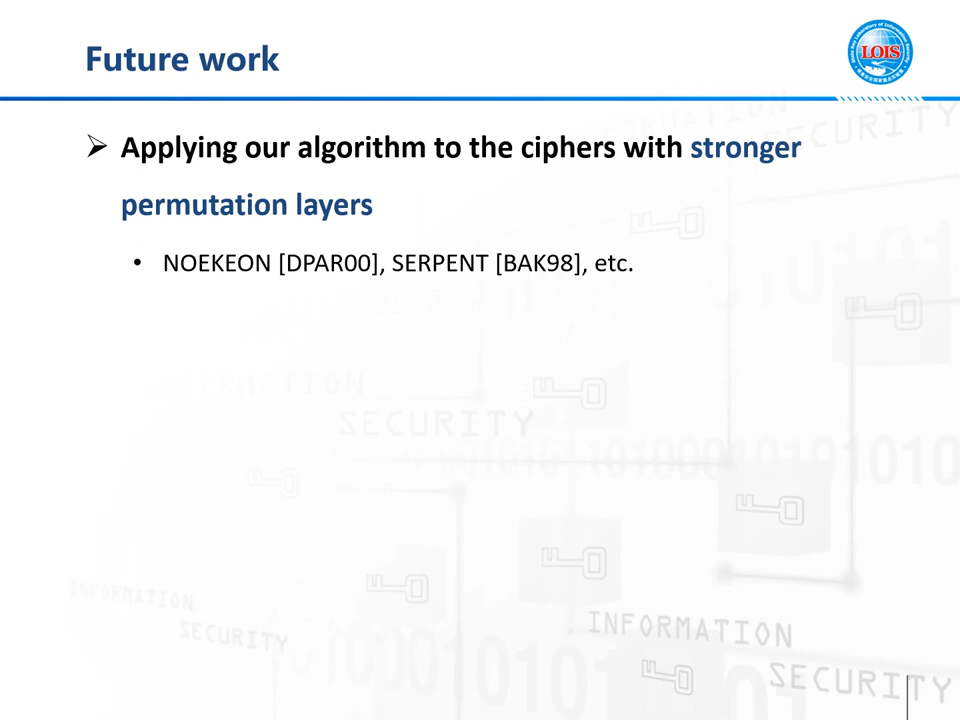 Future work
LOIS
➢ Applying our algorithm to the ciphers with stronger
permutation layers
• NOEKEON [DPAR00], SERPENT [BAK98], etc.
SECURITY
SECURITY
INFORMATION
SECURITY
INFORMATION
SECURITY